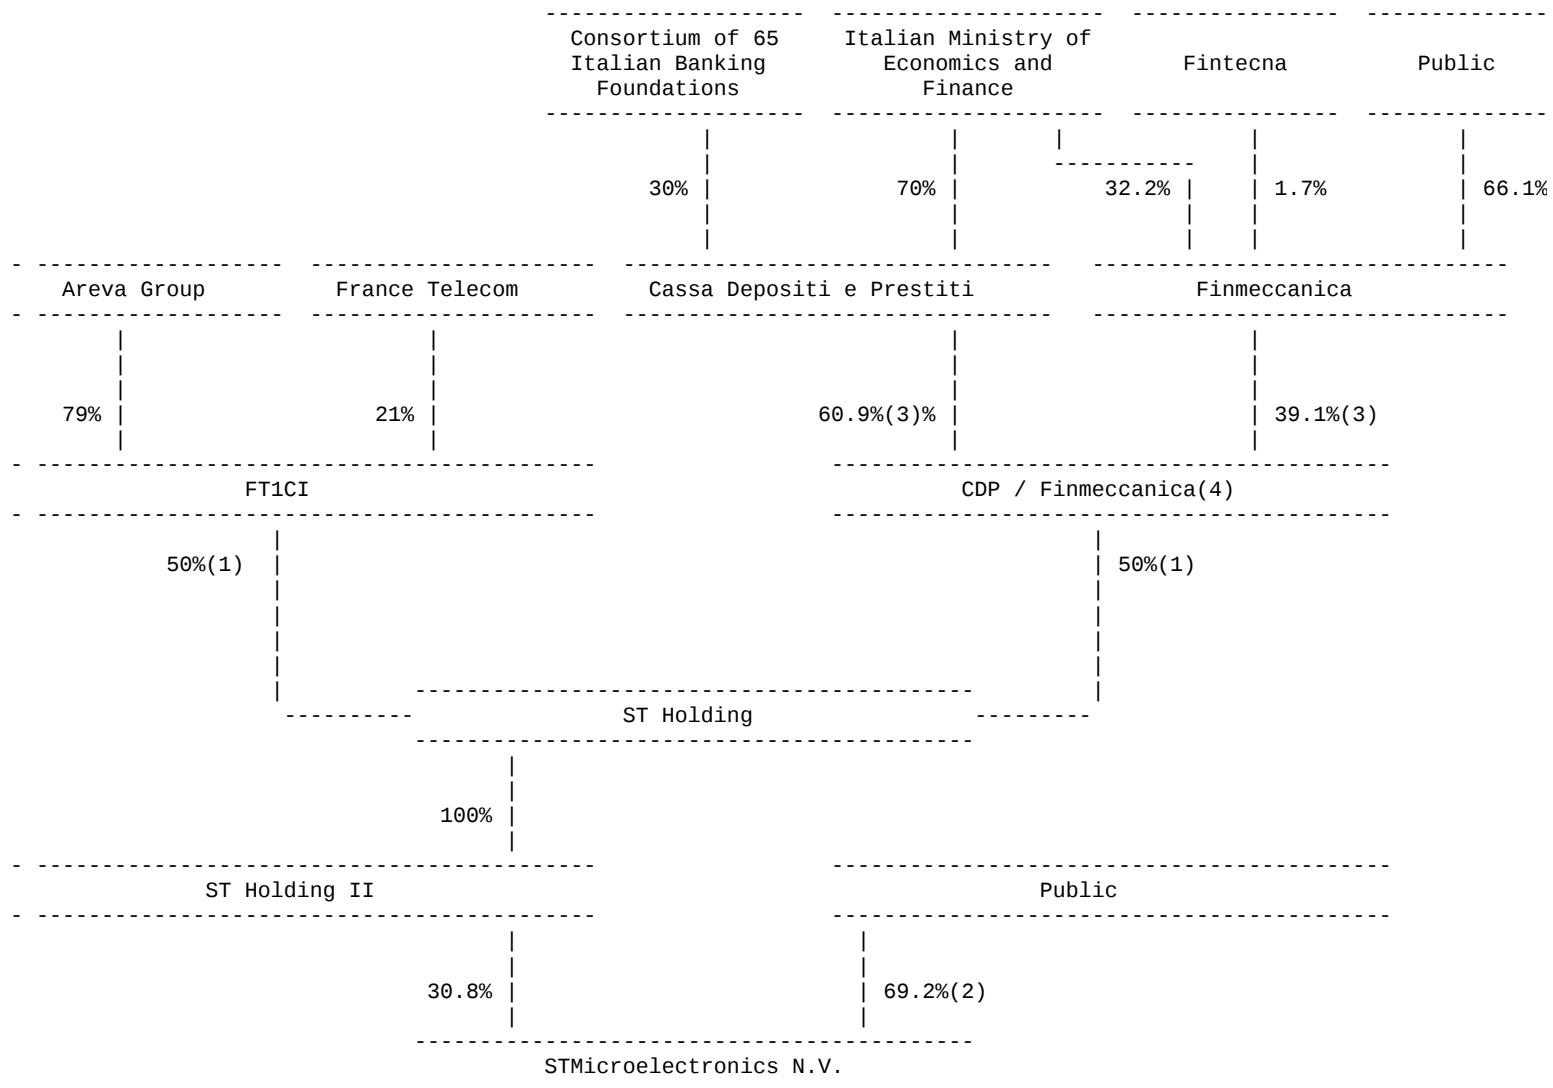 Consortium of 65 Italian Ministry of
Italian Banking Economics and Fintecna Public
Foundations Finance
30% 70% 32.2% 1.7% 66.1%
Areva Group France Telecom Cassa Depositi e Prestiti Finmeccanica
79% 21% 60.9%(3)% 39.1%(3)
FT1CI CDP / Finmeccanica(4)
50%(1) 50%(1)
ST Holding
100%
ST Holding II Public
30.8% 69.2%(2)
STMicroelectronics N.V.